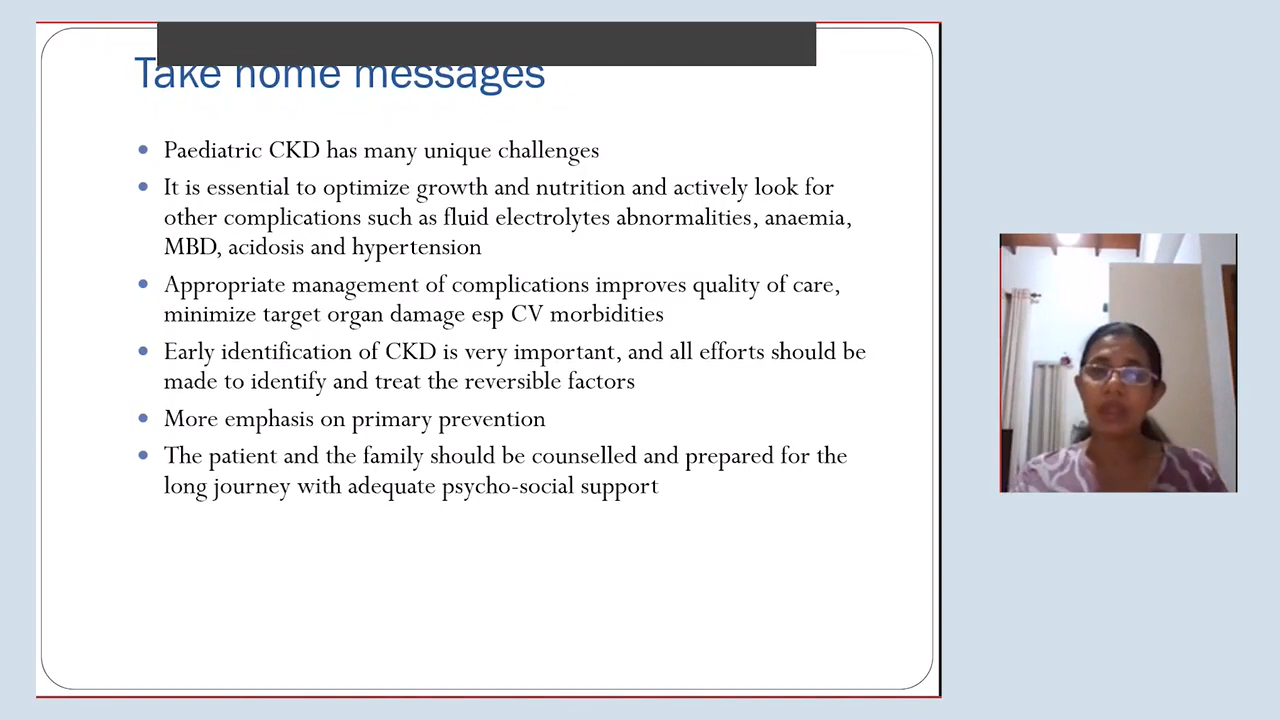 Take home messages
Paediatric CKD has many unique challenges
It is essential to optimize growth and nutrition and actively look for
other complications such as fluid electrolytes abnormalities, anaemia,
MBD, acidosis and hypertension
Appropriate management of complications improves quality of care,
minimize target organ damage esp CV morbidities
Early identification of CKD is very important, and all efforts should be
made to identify and treat the reversible factors
More emphasis on primary prevention
The patient and the family should be counselled and prepared for the
long journey with adequate psycho-social support